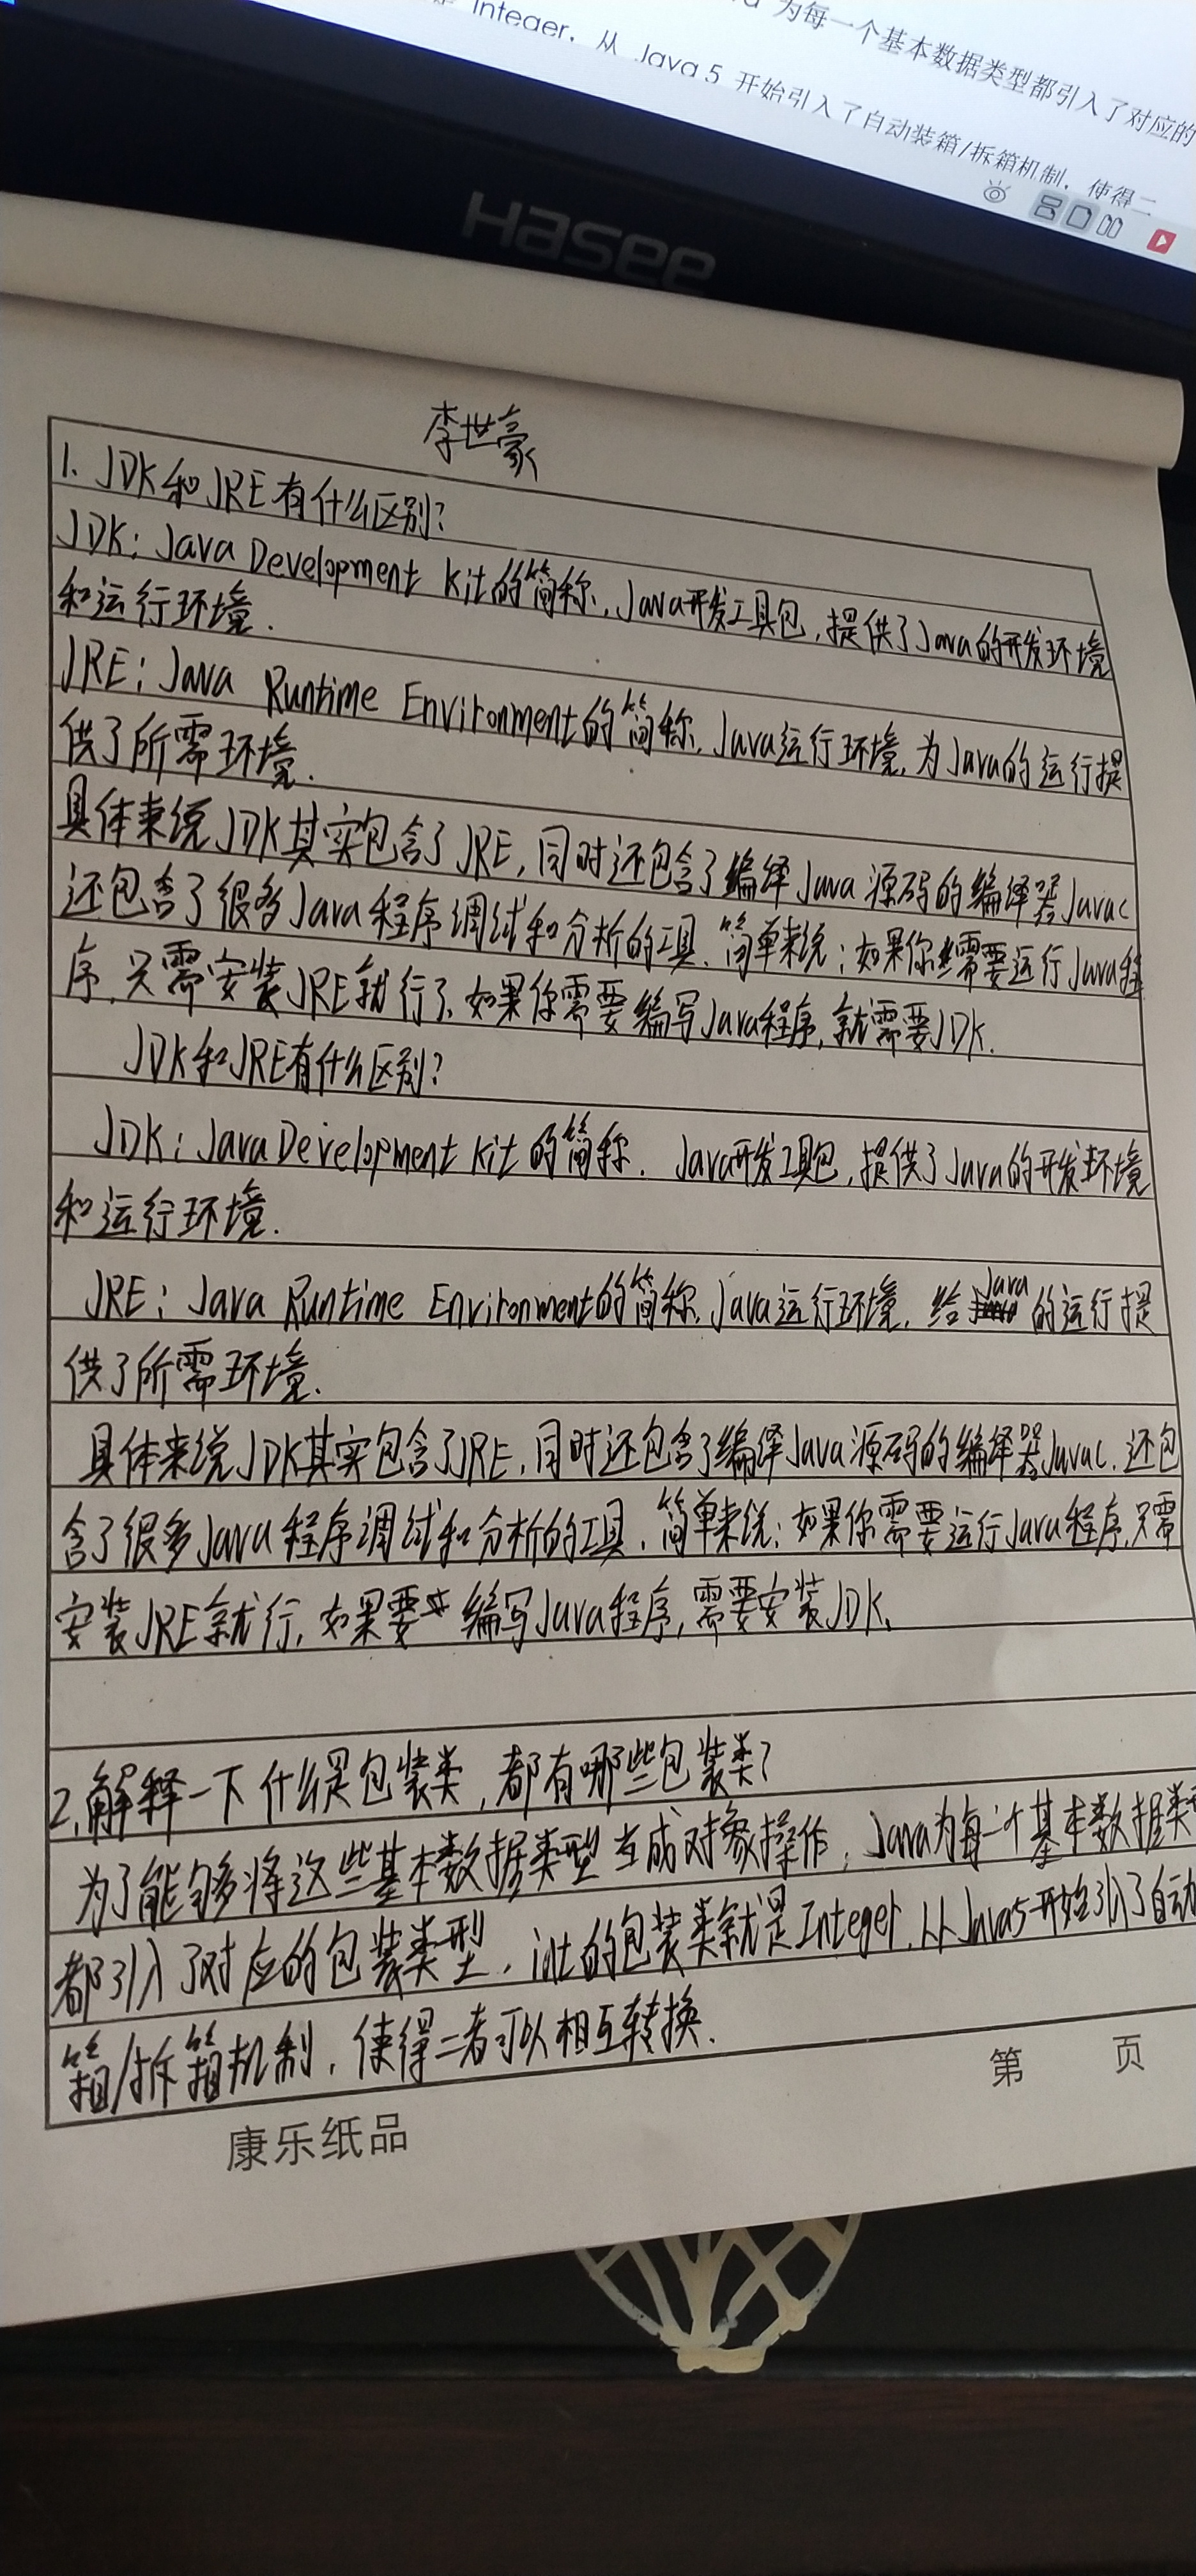 为每一个基本数据类型都引入了对应的
Integer, 从 Java 5 开始引入了自动装箱/拆箱机制, 使得二
Hasee
李世豪
1. JDK和JRE有什么区别?
JDK: Java Development Kit的简称, Java开发工具包, 提供了Java的开发环境
和运行环境.
JRE: Java Runtime Environment的简称, Java运行环境, 为Java的运行提
供了所需环境.
具体来说JDK其实包含了JRE, 同时还包含了编译Java源码的编译器Javac
还包含了很多Java程序调试和分析的工具. 简单来说: 如果你需要运行Java程
序, 只需安装JRE就行了, 如果你需要编写Java程序, 就需要JDK.
JDK和JRE有什么区别?
JDK: Java Development Kit的简称. Java开发工具包, 提供了Java的开发环境
和运行环境.
JRE: Java Runtime Environment的简称, Java运行环境, 给Java的运行提
供了所需环境.
具体来说JDK其实包含了JRE, 同时还包含了编译Java源码的编译器Javac. 还包
含了很多Java程序调试和分析的工具, 简单来说: 如果你需要运行Java程序, 只需
安装JRE就行, 如果要编写Java程序, 需要安装JDK.
2.解释一下什么是包装类, 都有哪些包装类?
为了能够将这些基本数据类型当成对象操作, Java为每一个基本数据类
都引入了对应的包装类型, int的包装类就是Integer, 从Java5开始引入了自动
箱/拆箱机制, 使得二者可以相互转换.
第 页
康乐纸品